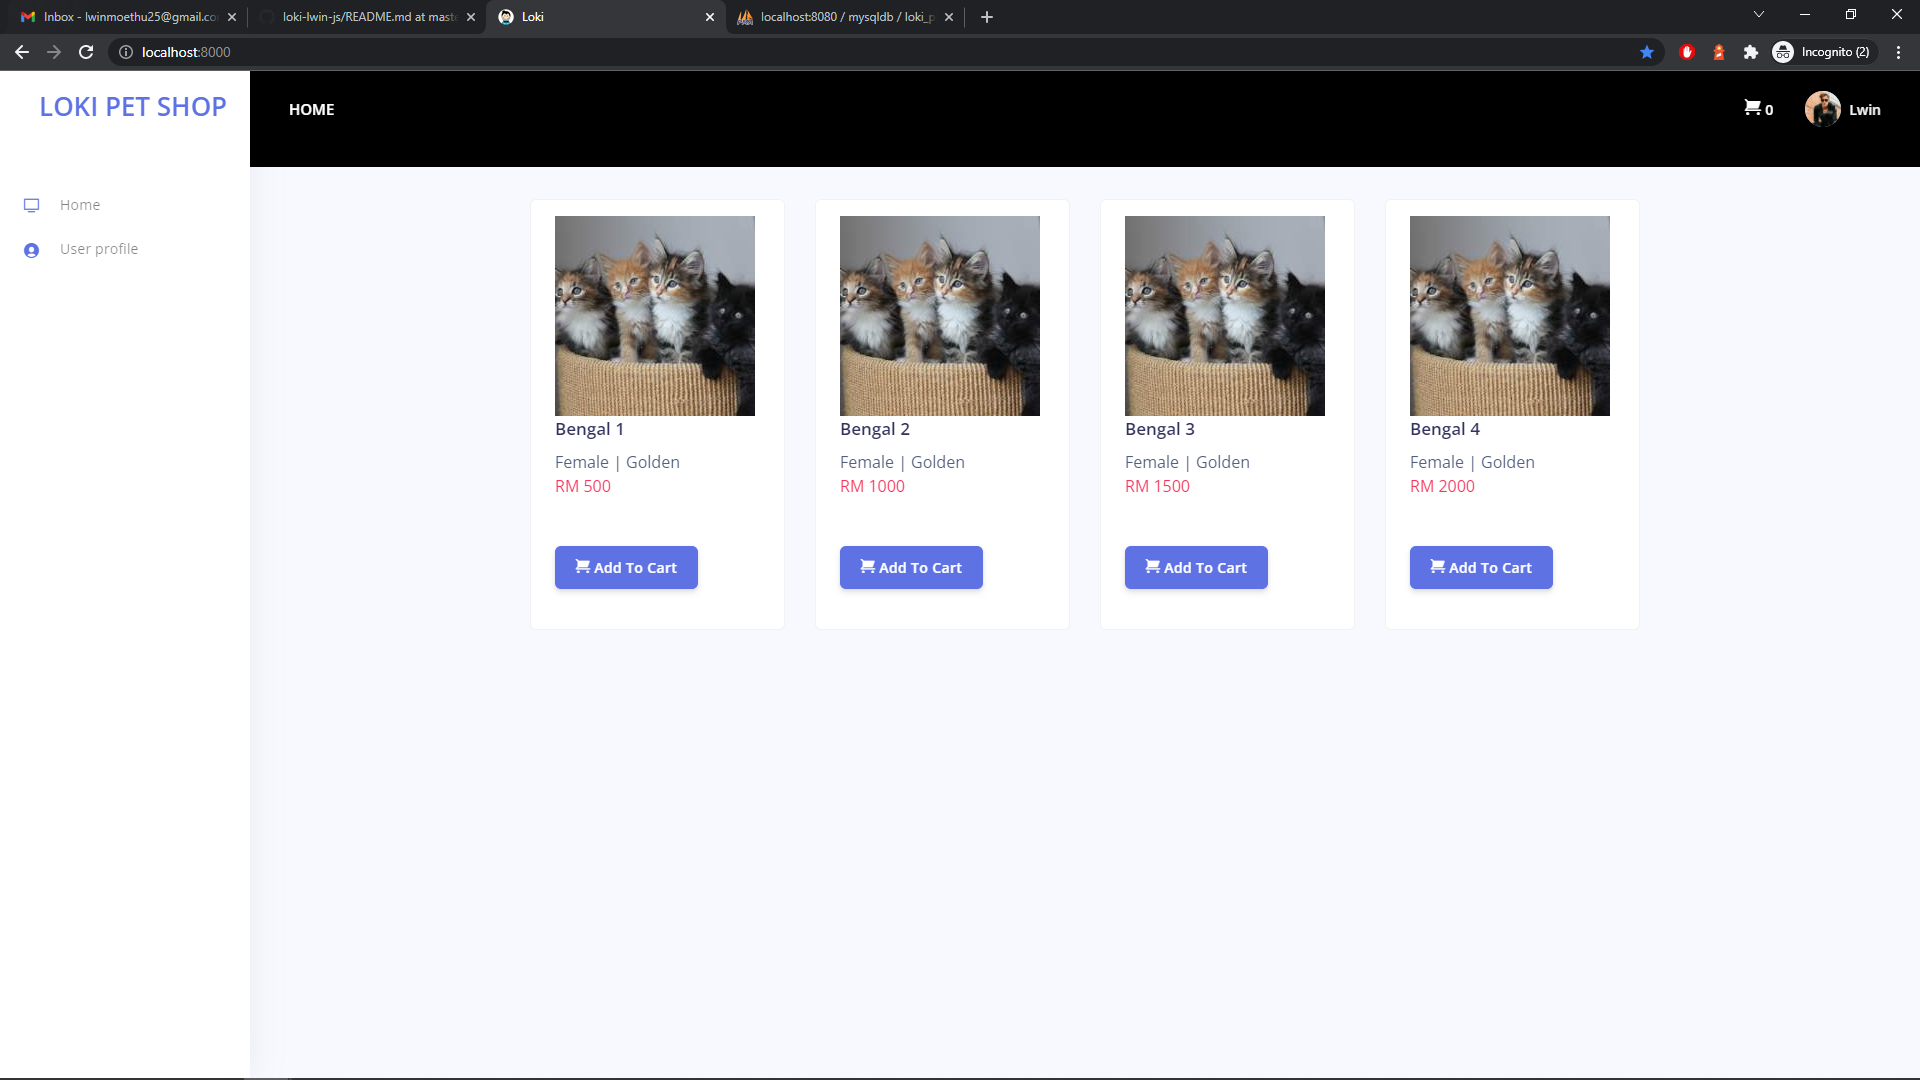 Inbox - lwinmoethu25@gmail.co
loki-lwin-js/README.md at mast
Loki
localhost:8080 / mysqldb / loki_p
localhost:8000
Incognito (2)
LOKI PET SHOP
HOME
0
Lwin
Home
User profile
Bengal 1
Female | Golden
RM 500
Add To Cart
Bengal 2
Female | Golden
RM 1000
Add To Cart
Bengal 3
Female | Golden
RM 1500
Add To Cart
Bengal 4
Female | Golden
RM 2000
Add To Cart